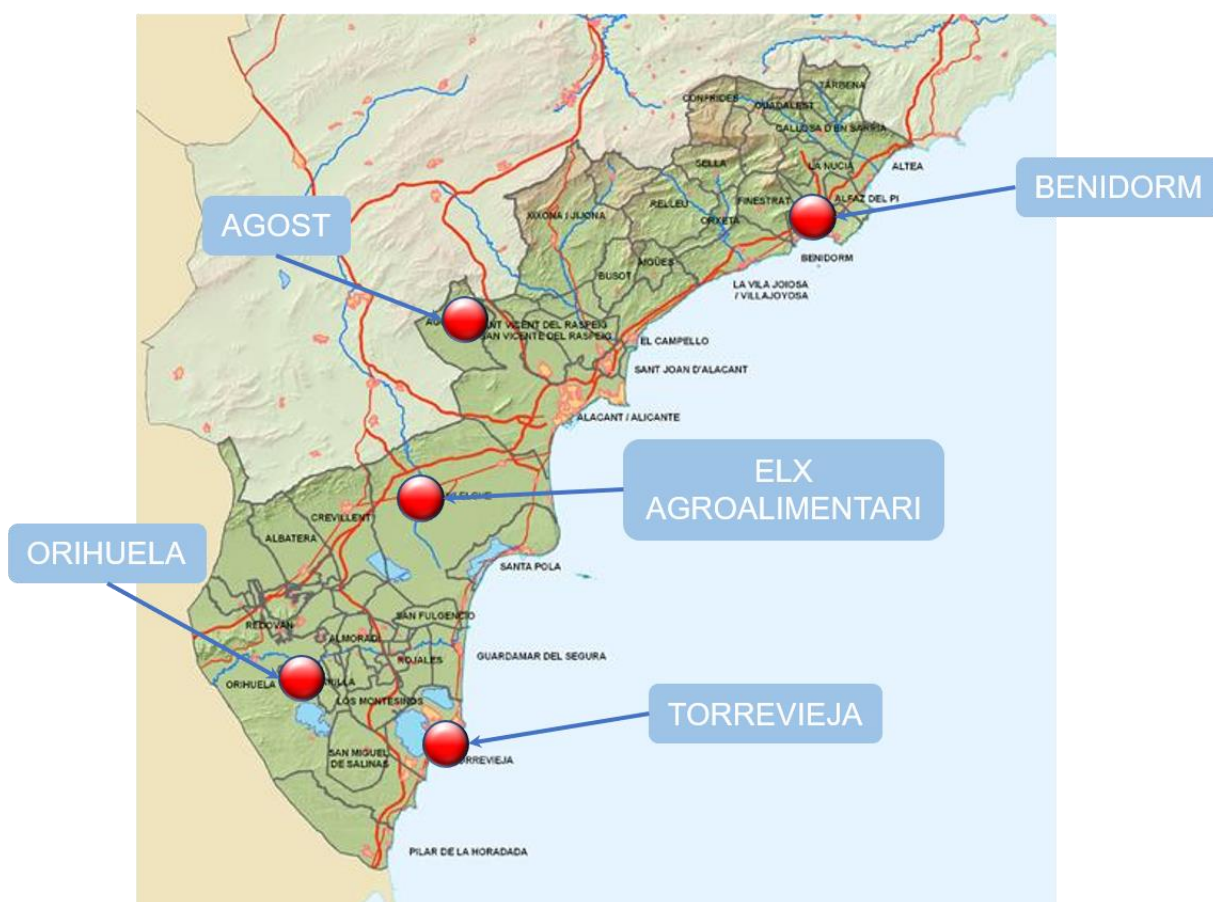 TÀRBENA
CONFRIDES
GUADALEST
CALLOSA D'EN SARRIÀ
SELLA
LA NUCIA
ALTEA
BENIDORM
FINESTRAT
ALFAZ DEL PI
RELLEU
ORXETA
XIXONA / JIJONA
AGOST
BENIDORM
AIGÜES
BUSOT
LA VILA JOIOSA
/ VILLAJOYOSA
NT VICENT DEL RASPEIG
SAN VICENTE DEL RASPEIG
EL CAMPELLO
SANT JOAN D'ALACANT
ALACANT / ALICANTE
ELX
AGROALIMENTARI
CREVILLENT
ALBATERA
ORIHUELA
SANTA POLA
SAN FULGENCIO
REDOVÁN
ALMORADÍ
ROJALES
GUARDAMAR DEL SEGURA
ORIHUELA
LOS MONTESINOS
TORREVIEJA
SAN MIGUEL
DE SALINAS
ORREVIEJA
PILAR DE LA HORADADA